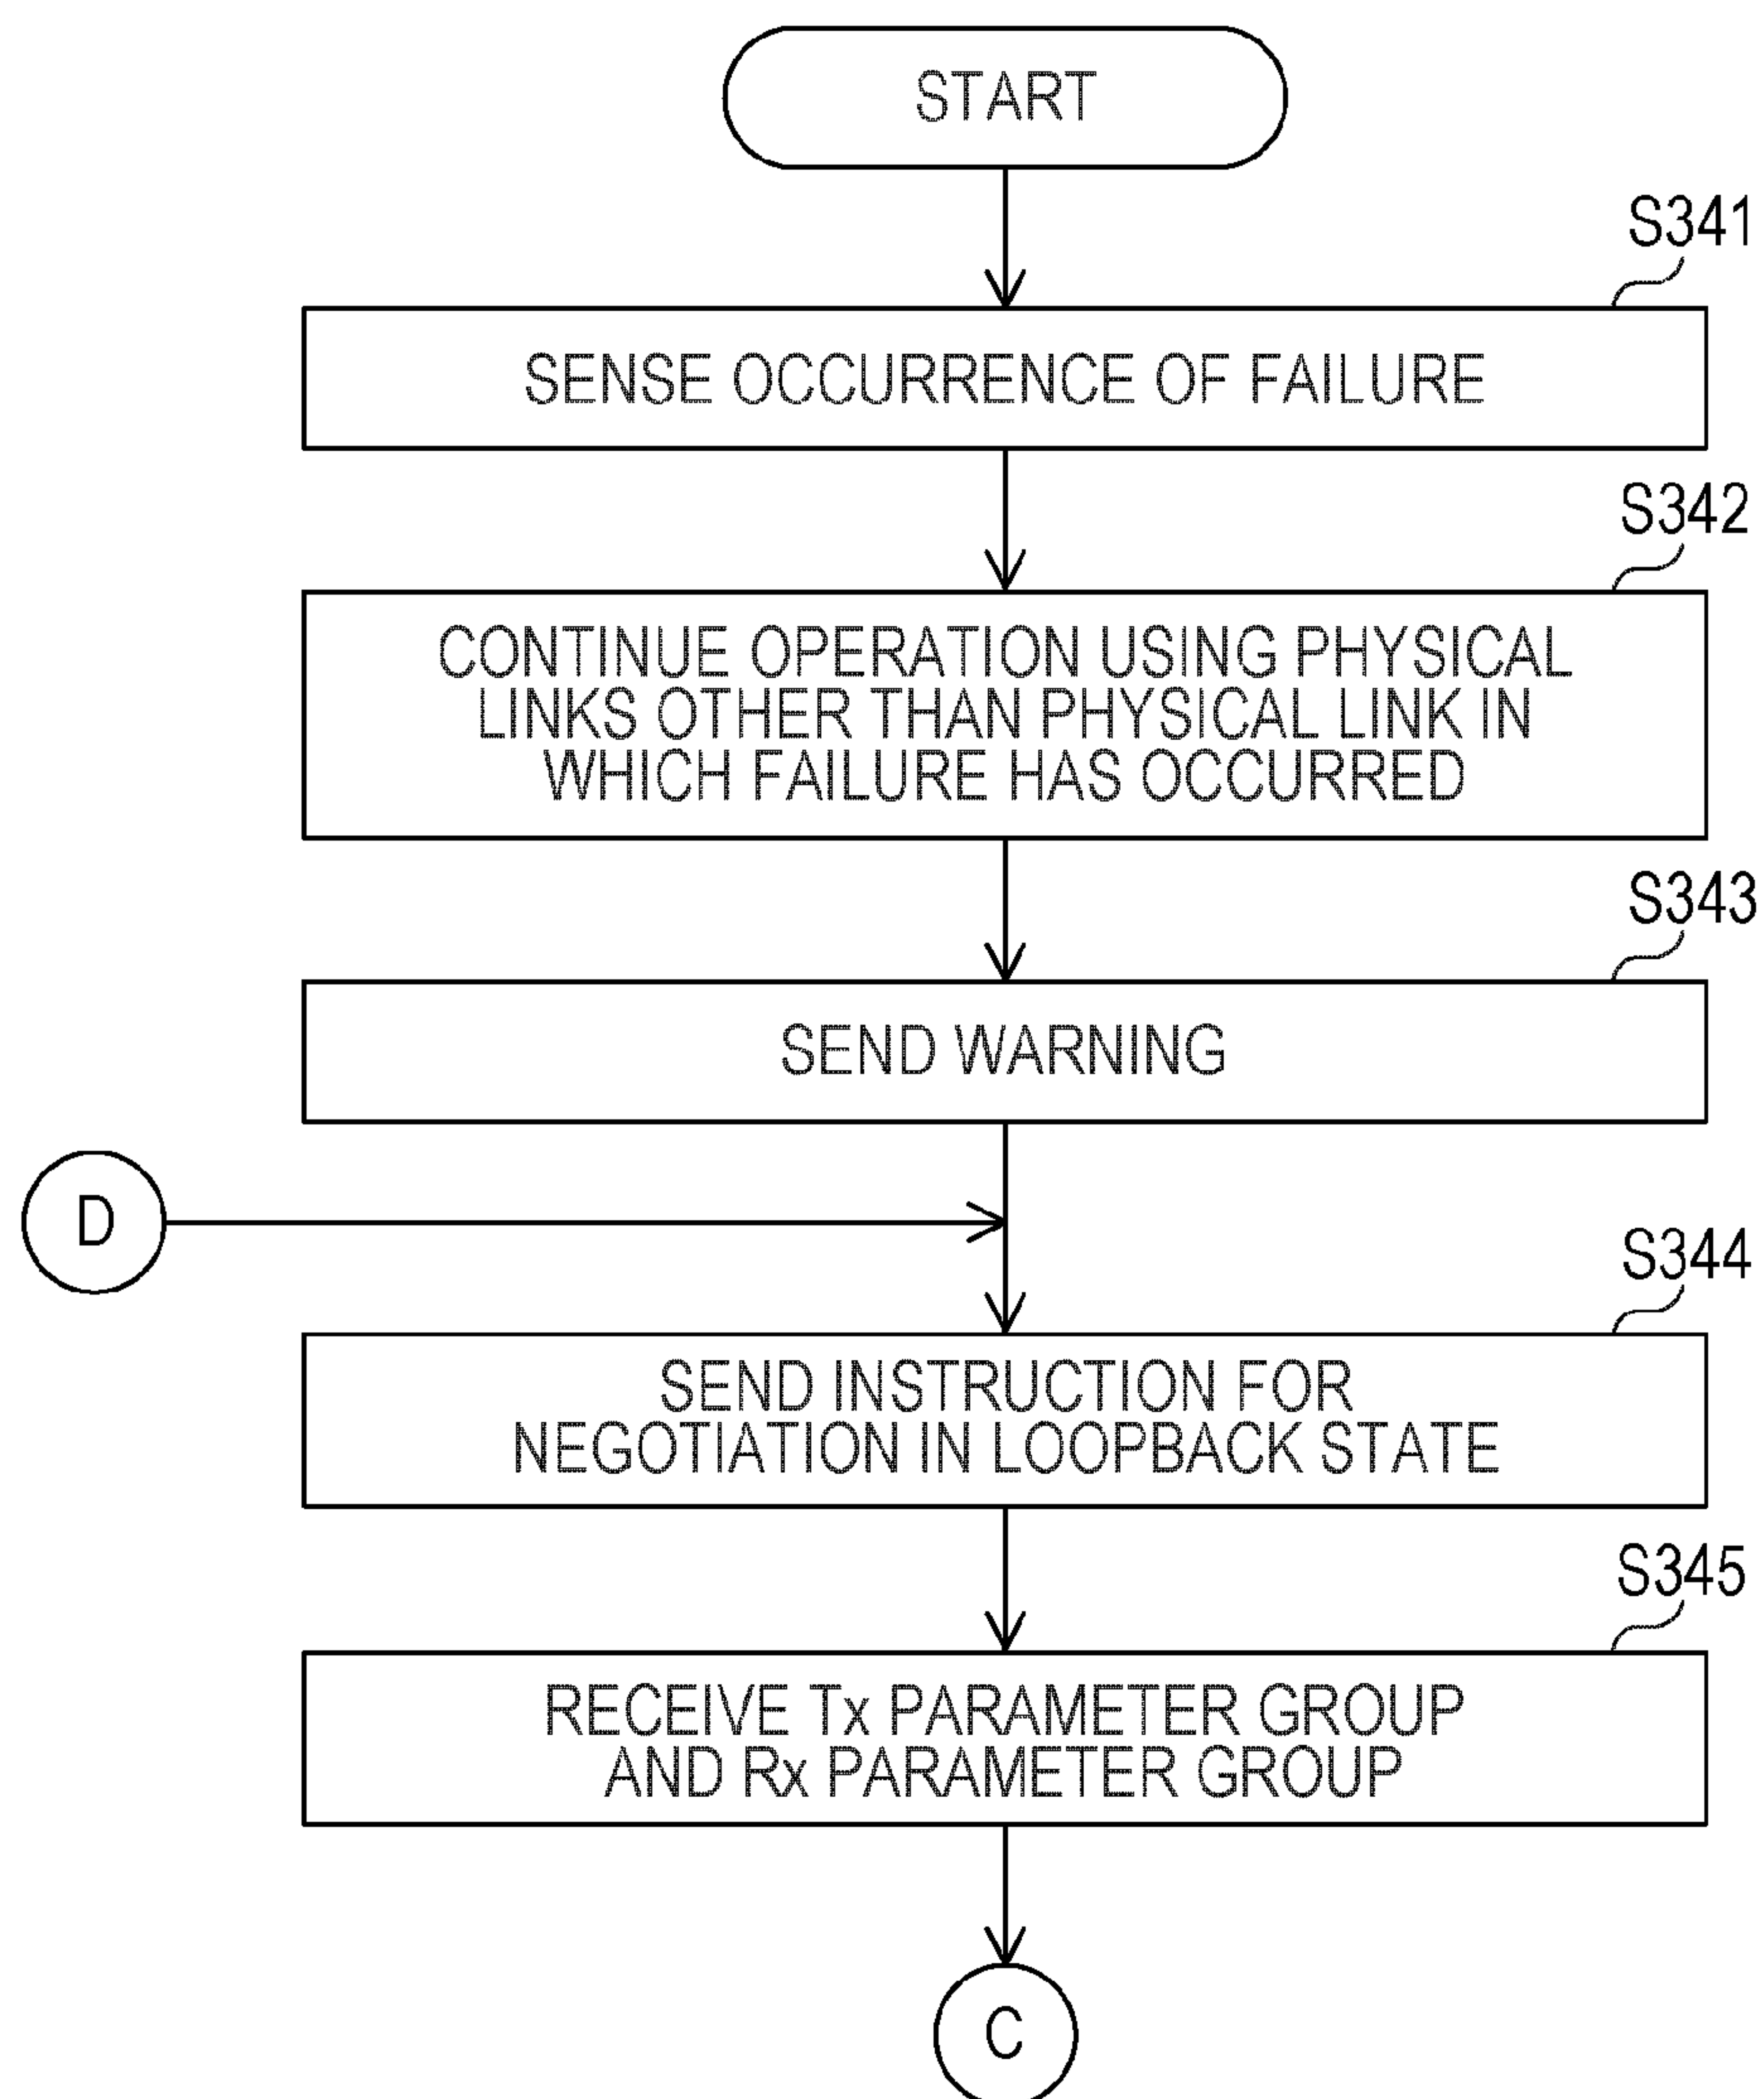 START
S341
SENSE OCCURRENCE OF FAILURE
S342
CONTINUE OPERATION USING PHYSICAL
LINKS OTHER THAN PHYSICAL LINK IN
WHICH FAILURE HAS OCCURRED
S343
SEND WARNING
D
S344
SEND INSTRUCTION FOR
NEGOTIATION IN LOOPBACK STATE
S345
RECEIVE Tx PARAMETER GROUP
AND Rx PARAMETER GROUP
C